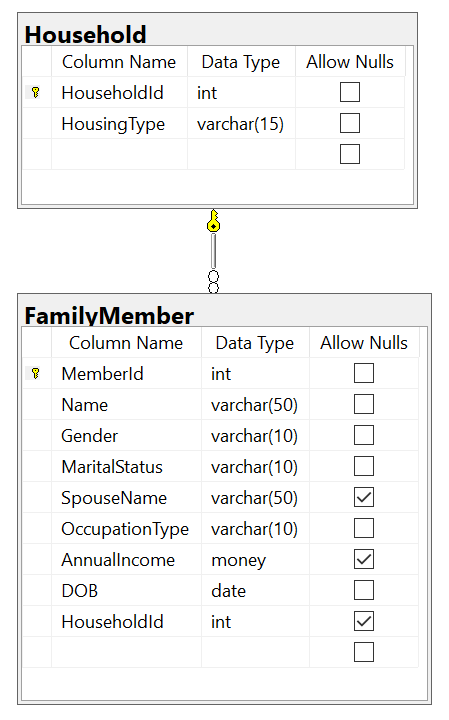 Household
Column Name Data Type Allow Nulls
HouseholdId int
HousingType varchar(15)
FamilyMember
Column Name Data Type Allow Nulls
MemberId int
Name varchar(50)
Gender varchar(10)
MaritalStatus varchar(10)
SpouseName varchar(50)
OccupationType varchar(10)
AnnualIncome money
DOB date
HouseholdId int